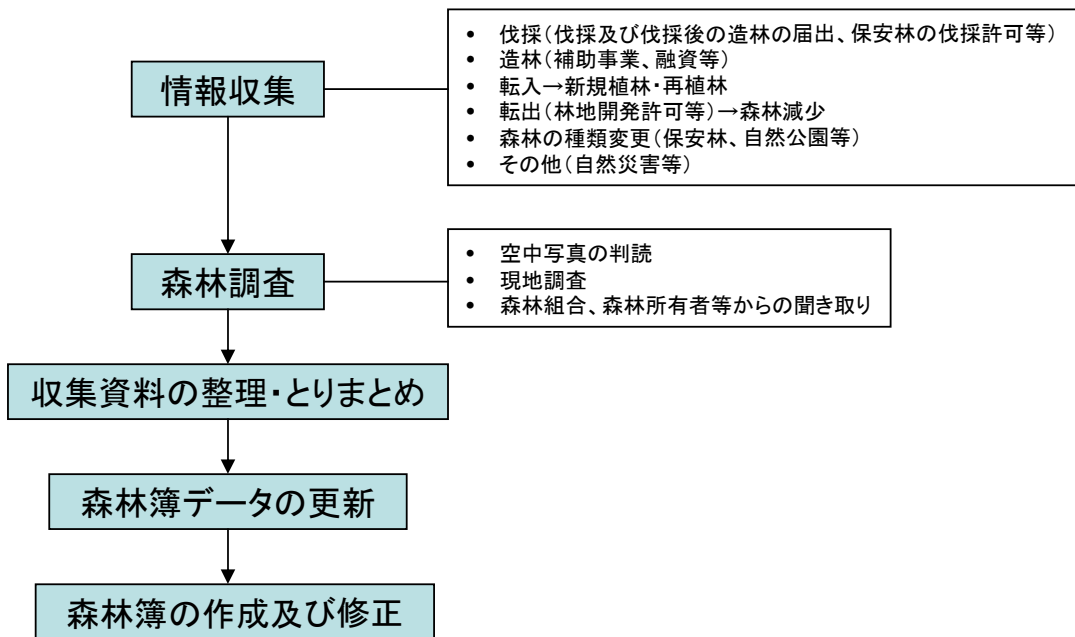 情報収集
• 伐採(伐採及び伐採後の造林の届出、保安林の伐採許可等)
• 造林(補助事業、融資等)
• 転入→新規植林・再植林
• 転出(林地開発許可等)→森林減少
• 森林の種類変更(保安林、自然公園等)
• その他(自然災害等)
森林調査
• 空中写真の判読
• 現地調査
• 森林組合、森林所有者等からの聞き取り
収集資料の整理・とりまとめ
森林簿データの更新
森林簿の作成及び修正